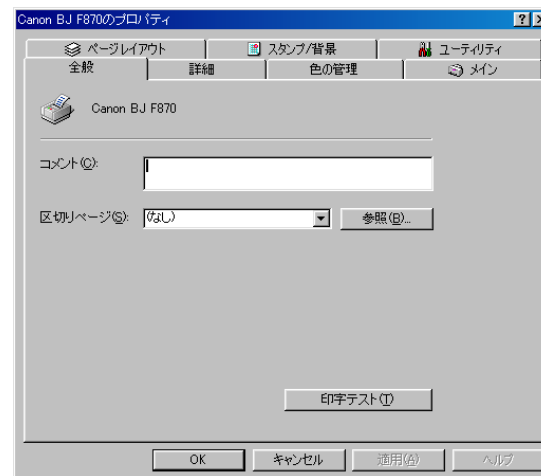 Canon BJ F870のプロパティ
ページレイアウト スタンプ/背景 ユーティリティ
全般 詳細 色の管理 メイン
Canon BJ F870
コメント(C):
区切りページ(S): (なし) 参照(B)...
印字テスト(T)
OK キャンセル 適用(A) ヘルプ